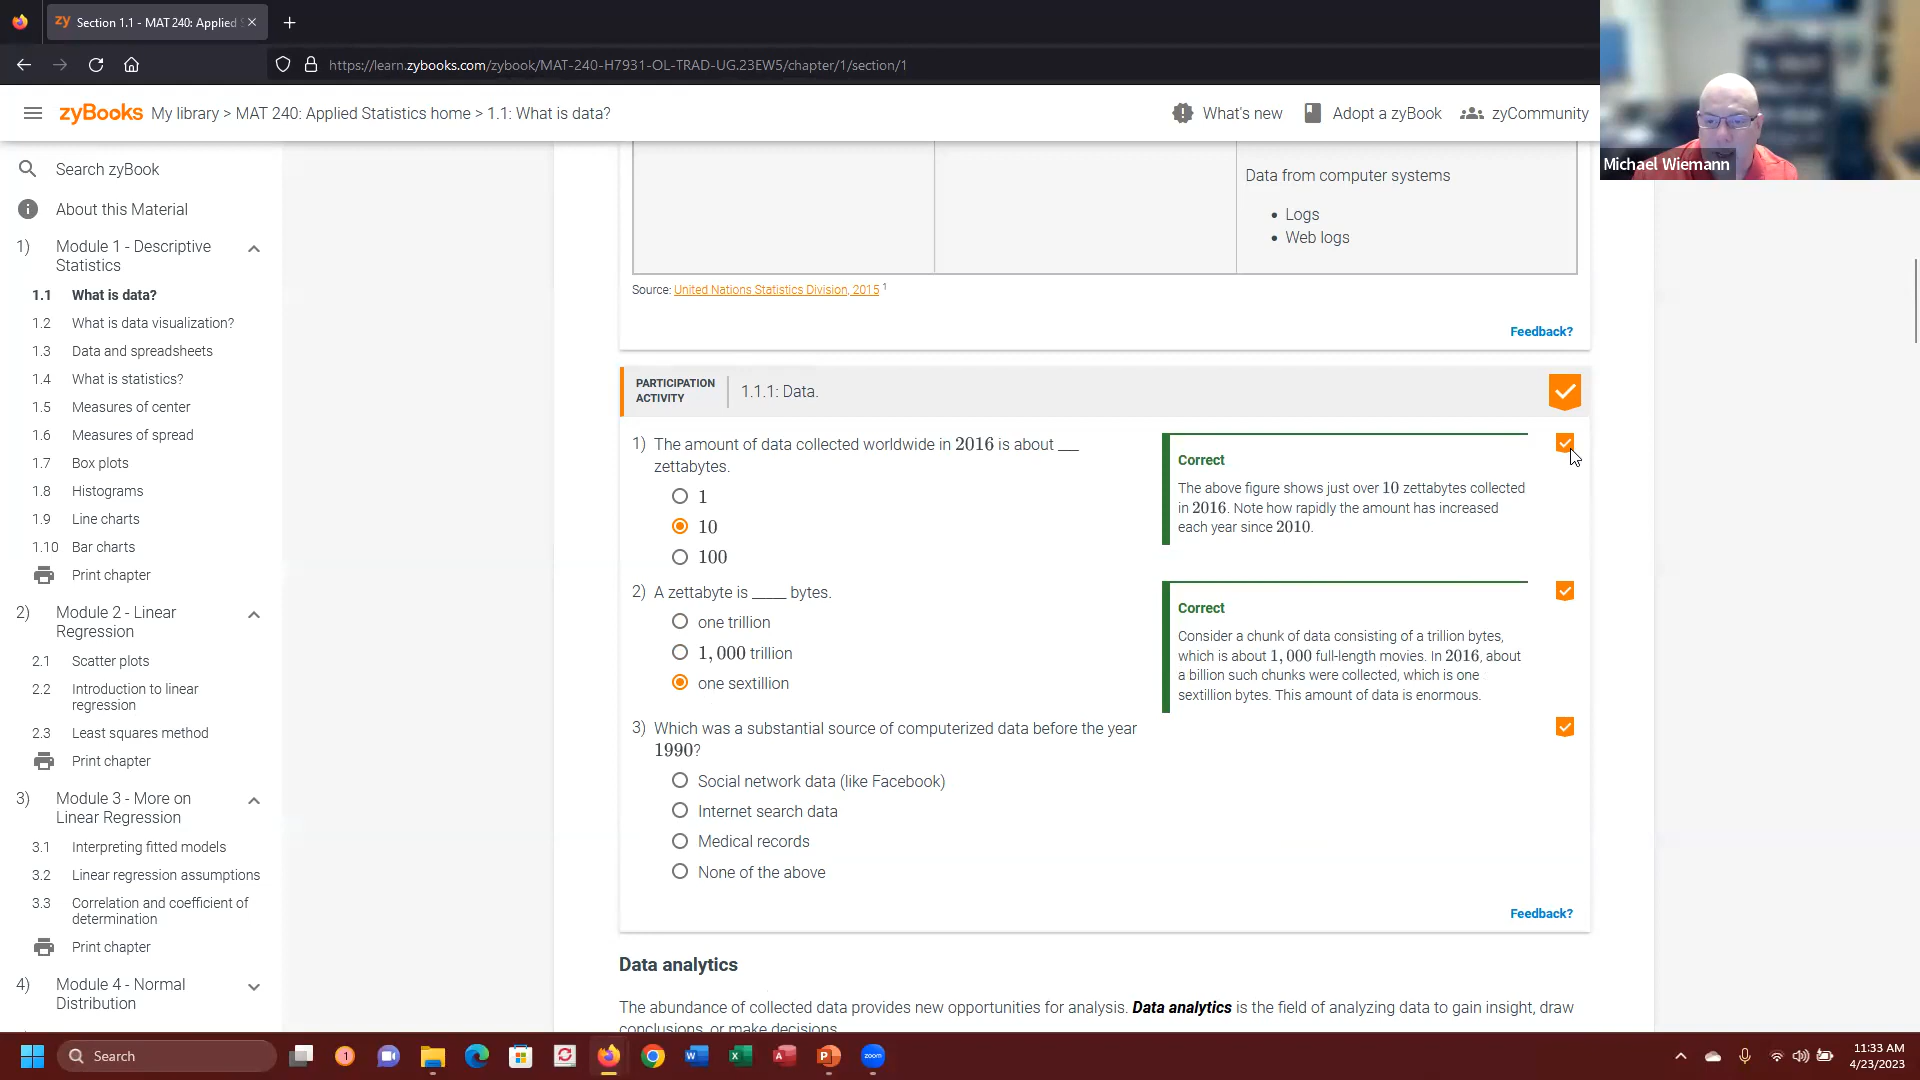 Section 1.1 - MAT 240: Applied S
https://learn.zybooks.com/zybook/MAT-240-H7931-OL-TRAD-UG.23EW5/chapter/1/section/1
zyBooks My library > MAT 240: Applied Statistics home > 1.1: What is data?
What's new
Adopt a zyBook
zyCommunity
Michael Wiemann
Search zyBook
About this Material
1) Module 1 - Descriptive
Statistics
1.1 What is data?
1.2 What is data visualization?
1.3 Data and spreadsheets
1.4 What is statistics?
1.5 Measures of center
1.6 Measures of spread
1.7 Box plots
1.8 Histograms
1.9 Line charts
1.10 Bar charts
Print chapter
2) Module 2 - Linear
Regression
2.1 Scatter plots
2.2 Introduction to linear
regression
2.3 Least squares method
Print chapter
3) Module 3 - More on
Linear Regression
3.1 Interpreting fitted models
3.2 Linear regression assumptions
3.3 Correlation and coefficient of
determination
Print chapter
4) Module 4 - Normal
Distribution
Data from computer systems
• Logs
• Web logs
Source: United Nations Statistics Division, 2015 1
Feedback?
PARTICIPATION
ACTIVITY
1.1.1: Data.
1) The amount of data collected worldwide in 2016 is about ___
zettabytes.
1
10
100
Correct
The above figure shows just over 10 zettabytes collected
in 2016. Note how rapidly the amount has increased
each year since 2010.
2) A zettabyte is _____ bytes.
one trillion
1,000 trillion
one sextillion
Correct
Consider a chunk of data consisting of a trillion bytes,
which is about 1,000 full-length movies. In 2016, about
a billion such chunks were collected, which is one
sextillion bytes. This amount of data is enormous.
3) Which was a substantial source of computerized data before the year
1990?
Social network data (like Facebook)
Internet search data
Medical records
None of the above
Feedback?
Data analytics
The abundance of collected data provides new opportunities for analysis. Data analytics is the field of analyzing data to gain insight, draw
conclusions, or make decisions.
Search
zoom
11:33 AM
4/23/2023